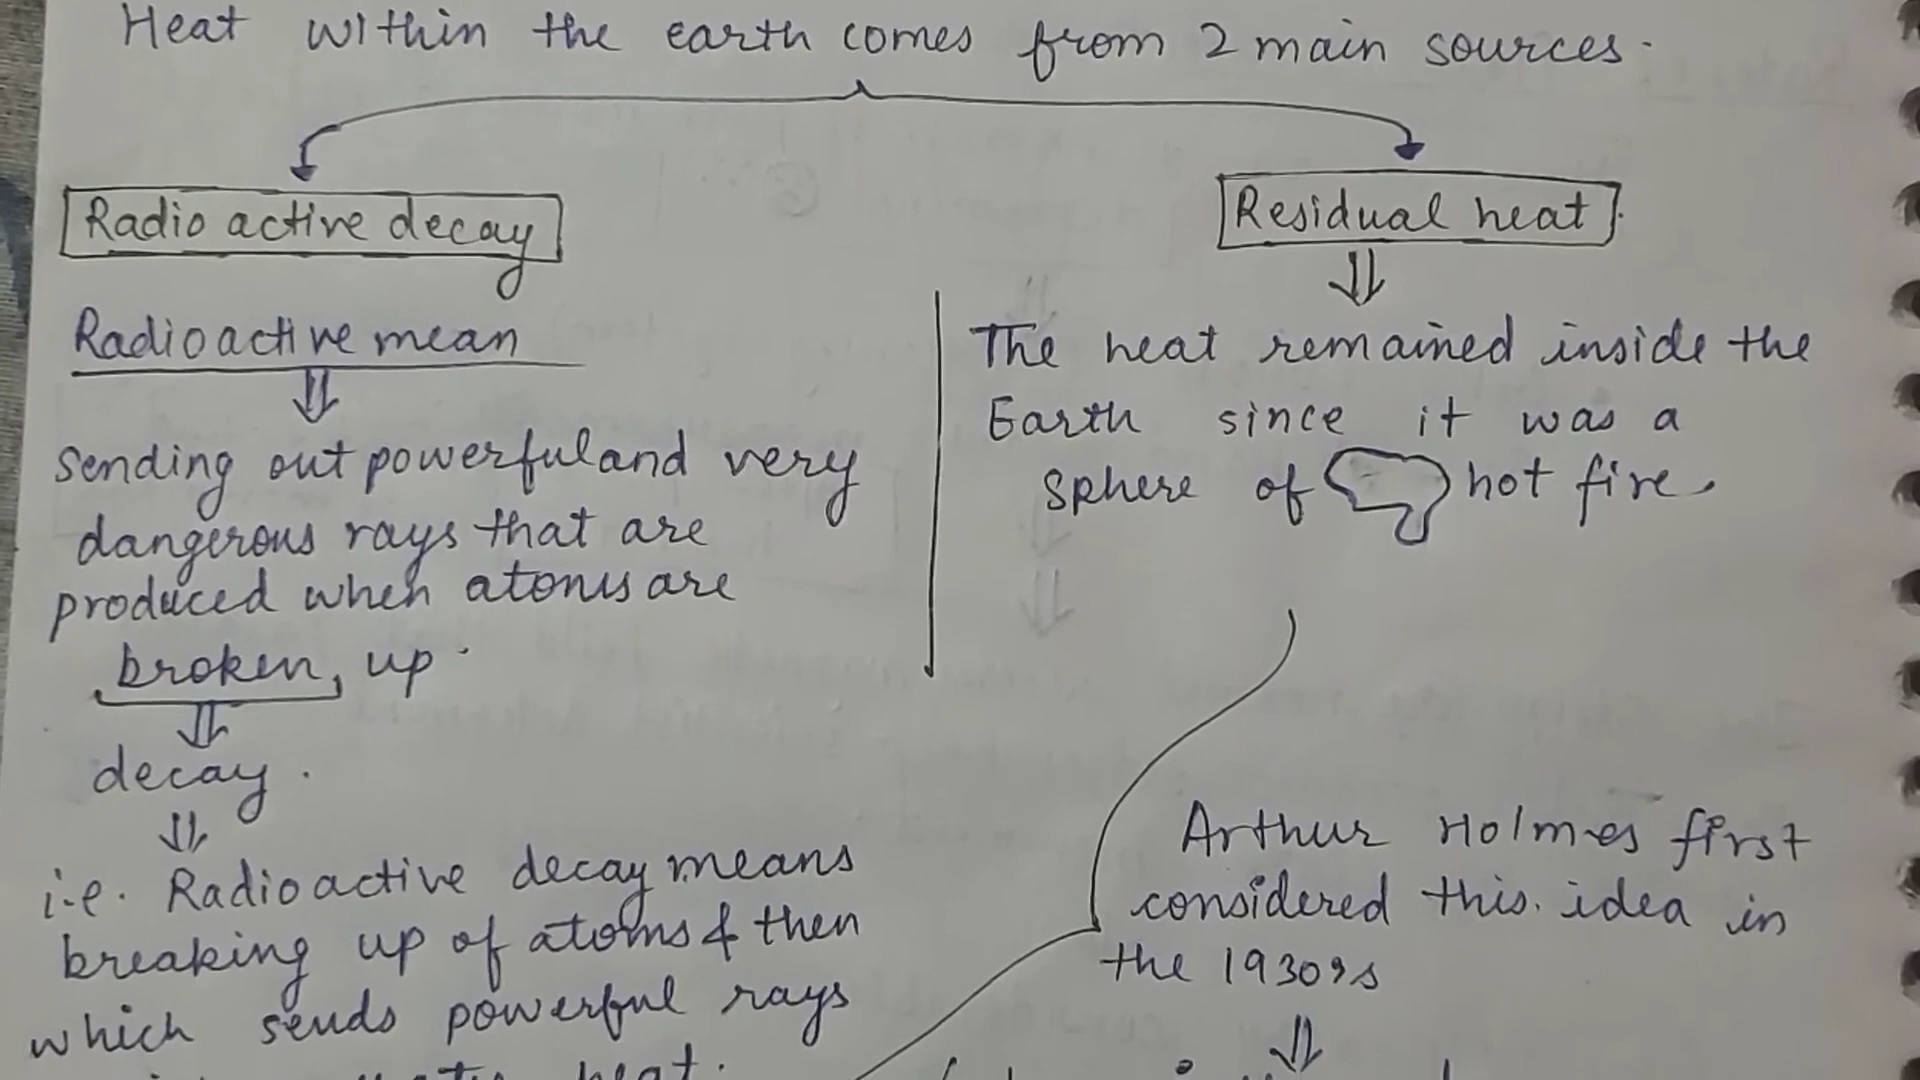 Heat within the earth comes from 2 main sources.
Radio active decay
Radioactive mean
sending out powerful and very
dangerous rays that are
produced when atoms are
broken, up
decay.
i.e. Radioactive decay means
breaking up of atoms & then
which sends powerful rays
heat.
Residual heat
The heat remained inside the
Earth since it was a
sphere of hot fire.
Arthur Holmes first
considered this. idea in
the 1930's